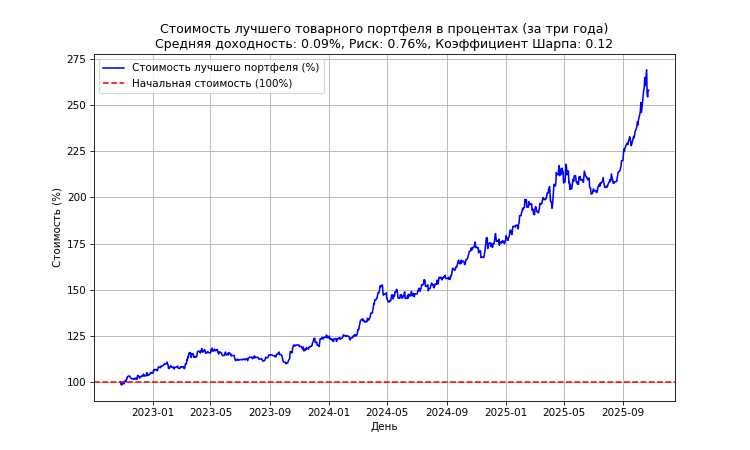 Стоимость лучшего товарного портфеля в процентах (за три года)
Средняя доходность: 0.09%, Риск: 0.76%, Коэффициент Шарпа: 0.12
Стоимость лучшего портфеля (%)
Начальная стоимость (100%)
Стоимость (%)
275
250
225
200
175
150
125
100
2023-01 2023-05 2023-09 2024-01 2024-05 2024-09 2025-01 2025-05 2025-09
День